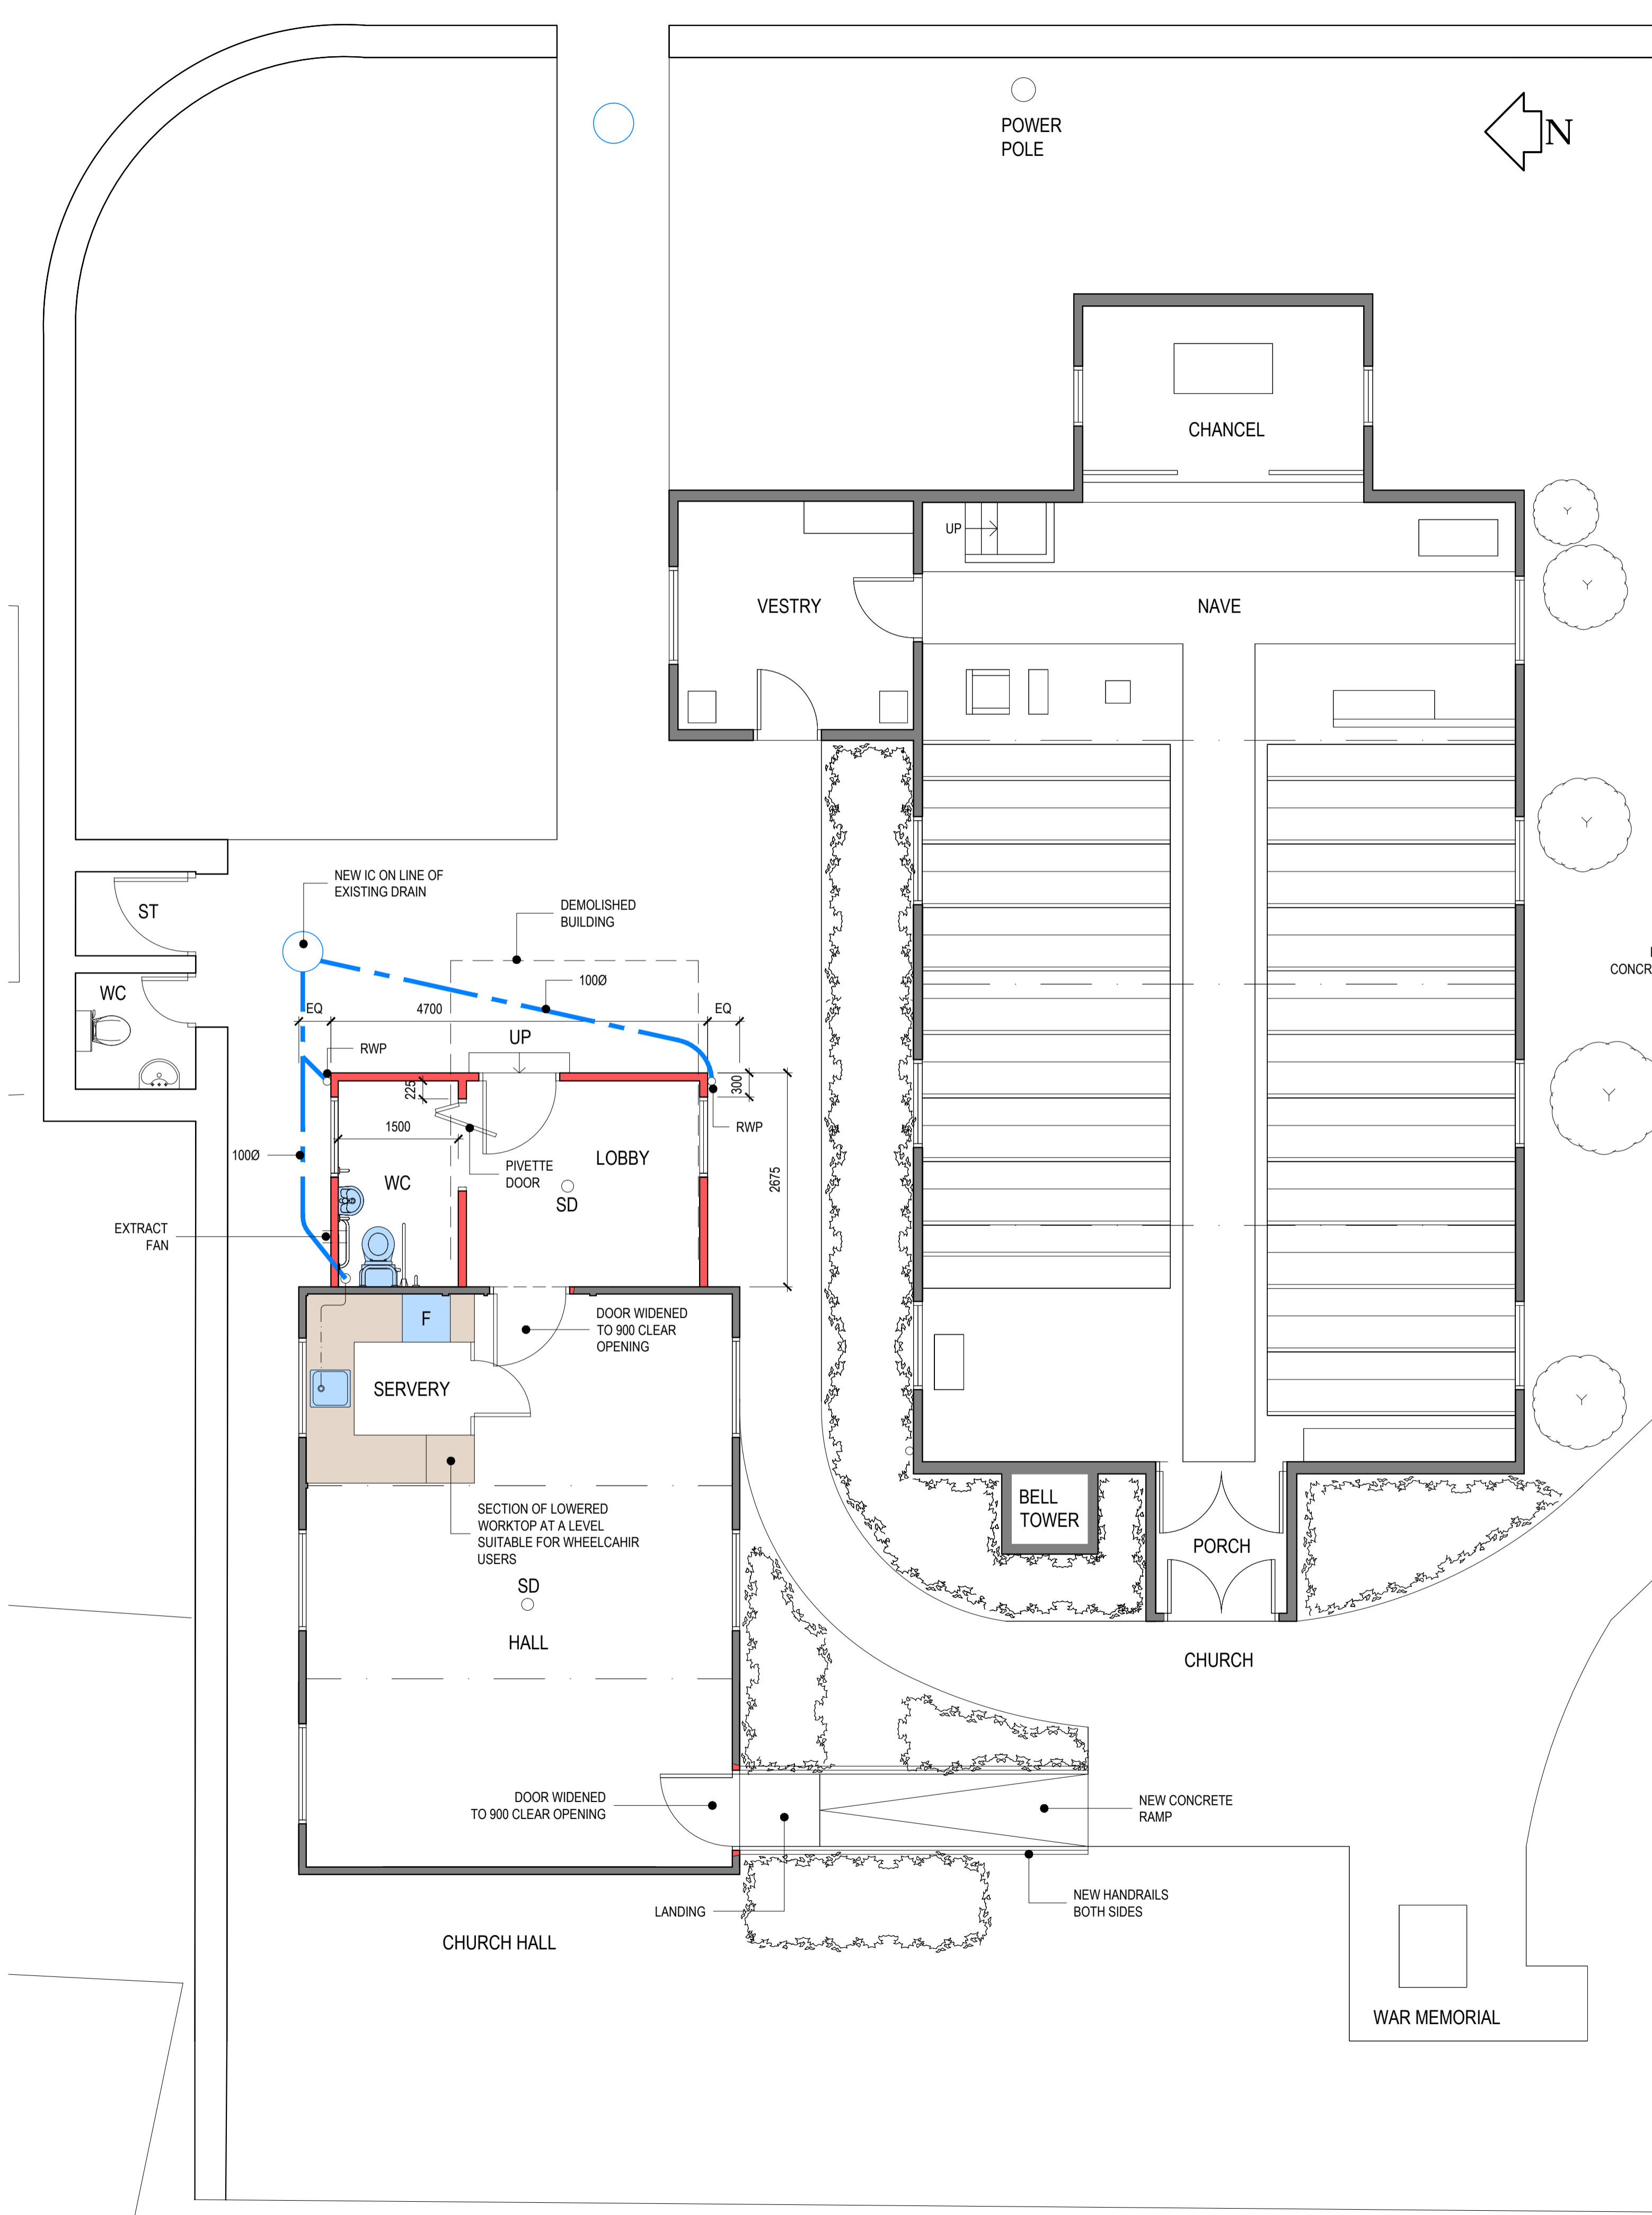 POWER
POLE
N
CHANCEL
UP
VESTRY
NAVE
NEW IC ON LINE OF
EXISTING DRAIN
DEMOLISHED
BUILDING
ST
WC
100Ø
EQ
4700
EQ
UP
RWP
225
300
1500
RWP
100Ø
LOBBY
PIVETTE
DOOR
WC
SD
2675
EXTRACT
FAN
F
DOOR WIDENED
TO 900 CLEAR
OPENING
SERVERY
SECTION OF LOWERED
WORKTOP AT A LEVEL
SUITABLE FOR WHEELCAHIR
USERS
BELL
TOWER
PORCH
SD
HALL
CHURCH
DOOR WIDENED
TO 900 CLEAR OPENING
NEW CONCRETE
RAMP
LANDING
NEW HANDRAILS
BOTH SIDES
CHURCH HALL
WAR MEMORIAL